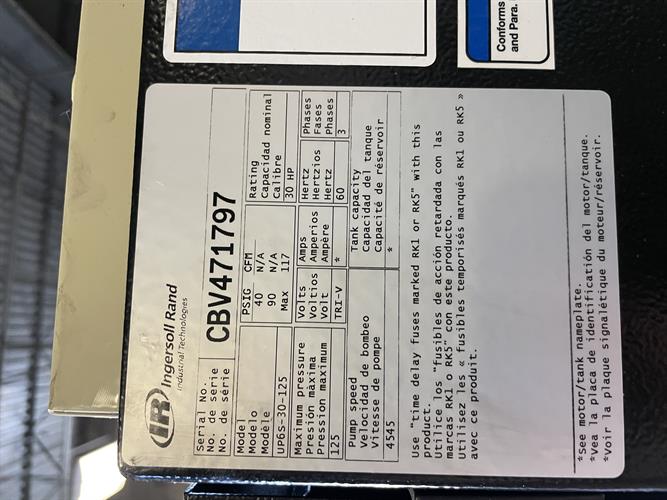 Conforms
and Para.
IR Ingersoll Rand
Industrial Technologies
Serial No.
No. de série
No. de série
CBV471797
Model
Modelo
Modèle
UP6S-30-125
PSIG CFM
40 N/A
90 N/A
Max 117
Rating
Capacidad nominal
Calibre
30 HP
Maximum pressure
Presión màxima
Pression maximum
125
Volts
Voltios
Volt
TRI-V
Amps
Amperios
Ampère
*
Hertz
Hertzios
Hertz
60
Phases
Fases
Phases
3
Pump speed
Velocidad de bombeo
Vitesse de pompe
4545
Tank capacity
Capacidad del tanque
Capacité de réservoir
*
Use "time delay fuses marked RK1 or RK5" with this
product.
Utilice los "fusibles de acción retardada con las
marcas RK1 o RK5" con este producto.
Utilisez les « fusibles temporisés marqués RK1 ou RK5 »
avec ce produit.
*See motor/tank nameplate.
*Vea la placa de identificación del motor/tanque.
*Voir la plaque signalétique du moteur/réservoir.